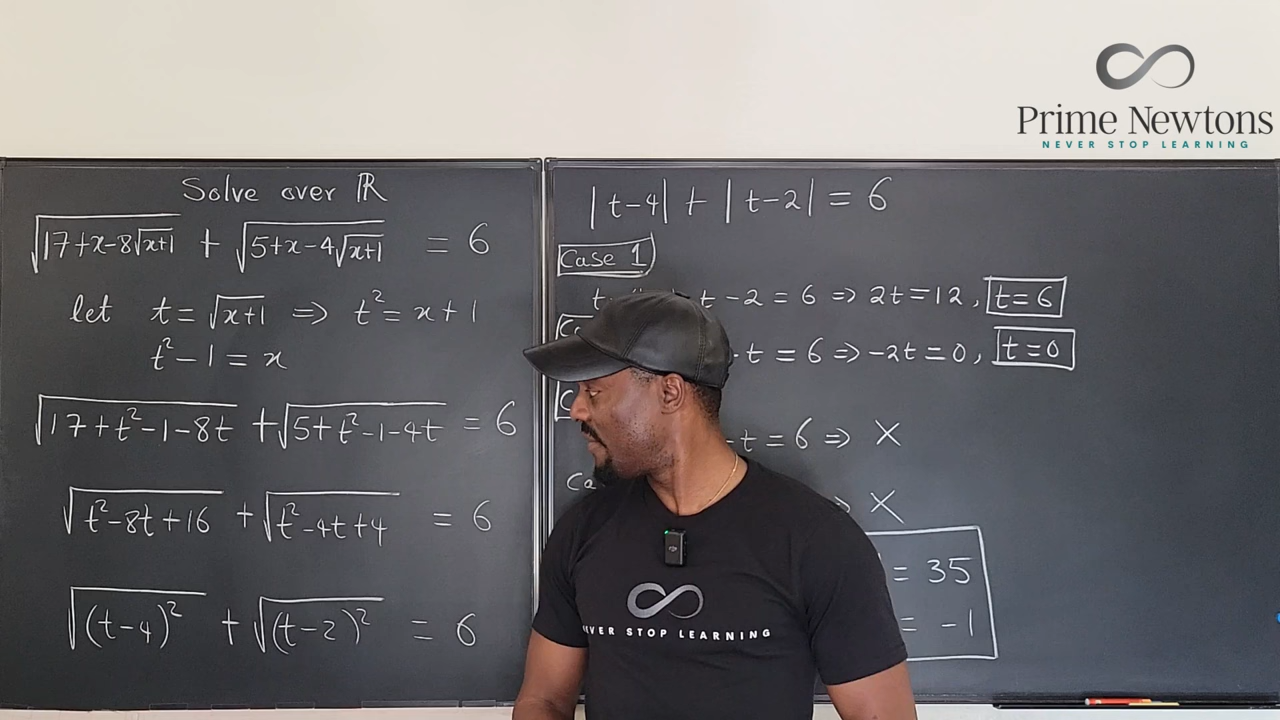 Prime Newtons
NEVER STOP LEARNING
Solve over ℝ
√(17+x-8√(x+1)) + √(5+x-4√(x+1)) = 6
let t = √(x+1) ⇒ t² = x + 1
t² - 1 = x
√(17+t²-1-8t) + √(5+t²-1-4t) = 6
√(t²-8t+16) + √(t²-4t+4) = 6
√((t-4)²) + √((t-2)²) = 6
|t-4| + |t-2| = 6
Case 1
t - 2 = 6 ⇒ 2t = 12, t = 6
-t = 6 ⇒ -2t = 0, t = 0
-t = 6 ⇒ X
Ca
⇒ X
= 35
= -1
NEVER STOP LEARNING